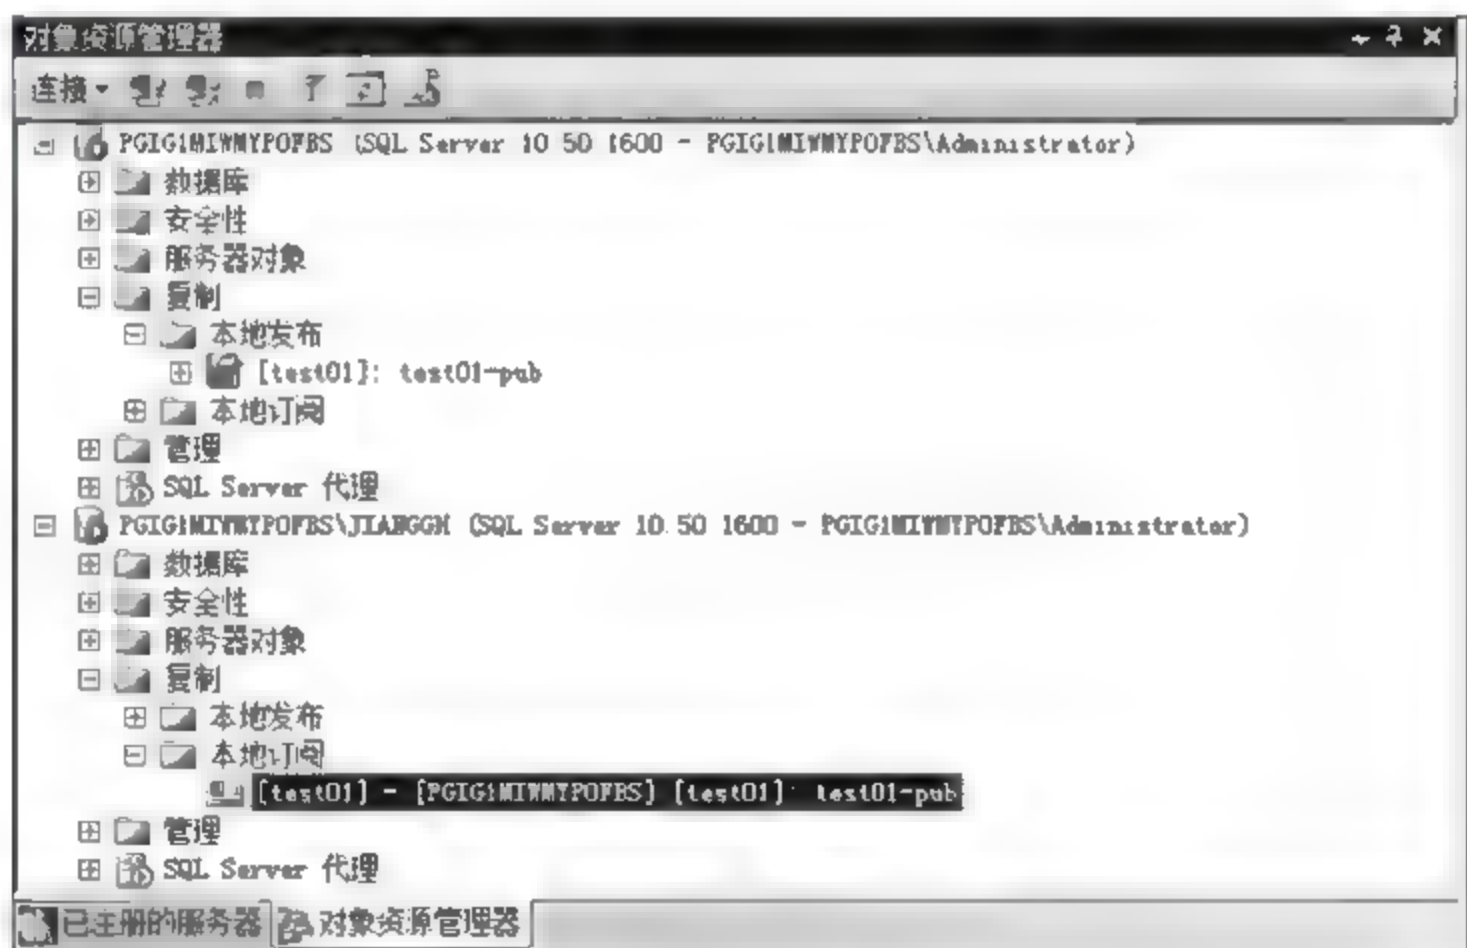 对象资源管理器
连接
PGIG1MIWMYPOFBS (SQL Server 10 50 1600 - PGIG1MIWMYPOFBS\Administrator)
数据库
安全性
服务器对象
复制
本地发布
[test01]: test01-pub
本地订阅
管理
SQL Server 代理
PGIG1MIWMYPOFBS\JIANGGM (SQL Server 10.50 1600 - PGIG1MIWMYPOFBS\Administrator)
数据库
安全性
服务器对象
复制
本地发布
本地订阅
[test01] - [PGIG1MIWMYPOFBS] [test01] test01-pub
管理
SQL Server 代理
已注册的服务器 对象资源管理器